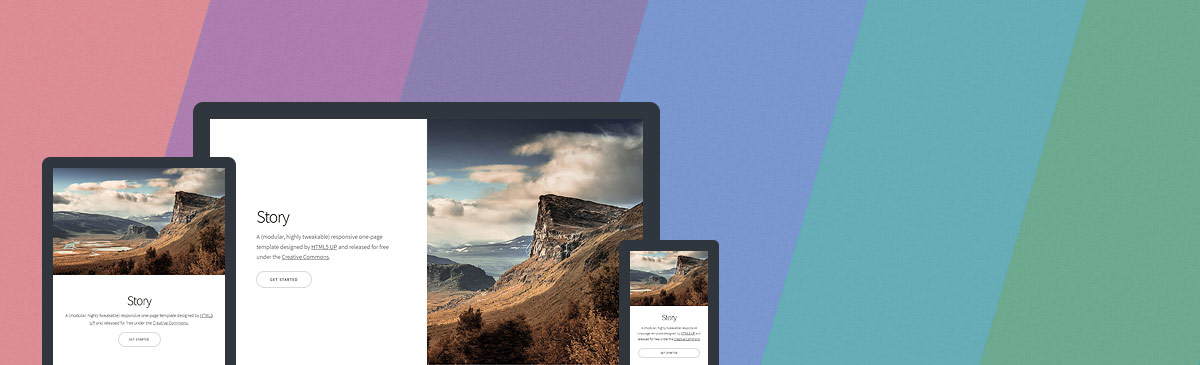 Story
A (modular, highly tweakable) responsive one-page
template designed by HTML5 UP and released for free
under the Creative Commons.
GET STARTED
Story
A (modular, highly tweakable) responsive one-page template designed by HTML5
UP and released for free under the Creative Commons.
GET STARTED
Story
A (modular, highly tweakable) responsive
one-page template designed by HTML5 UP and
released for free under the Creative Commons.
GET STARTED